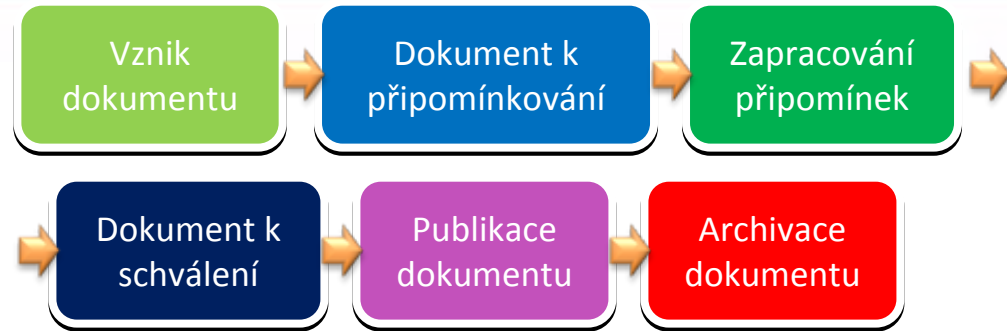 Vznik
dokumentu
Dokument k
připomínkování
Zapracování
připomínek
Dokument k
schválení
Publikace
dokumentu
Archivace
dokumentu